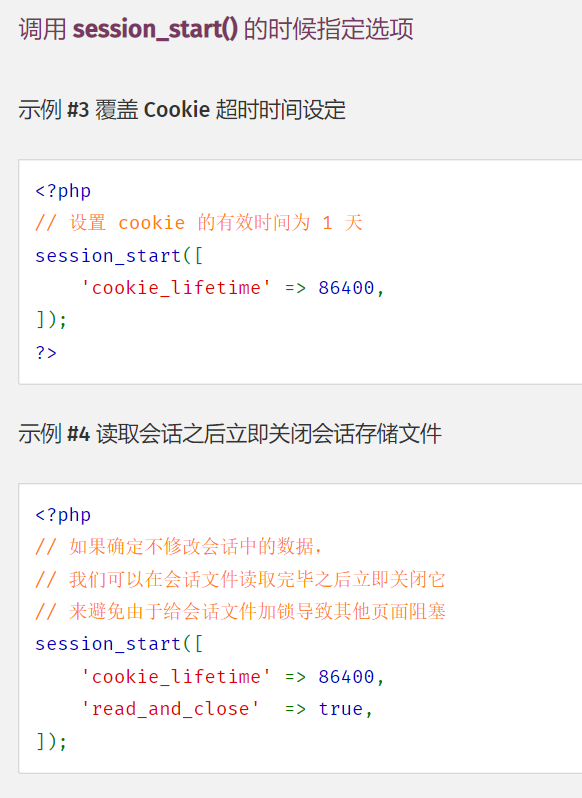 调用 session_start() 的时候指定选项
示例 #3 覆盖 Cookie 超时时间设定
<?php
// 设置 cookie 的有效时间为 1 天
session_start([
    'cookie_lifetime' => 86400,
]);
?>
示例 #4 读取会话之后立即关闭会话存储文件
<?php
// 如果确定不修改会话中的数据，
// 我们可以在会话文件读取完毕之后立即关闭它
// 来避免由于给会话文件加锁导致其他页面阻塞
session_start([
    'cookie_lifetime' => 86400,
    'read_and_close'  => true,
]);